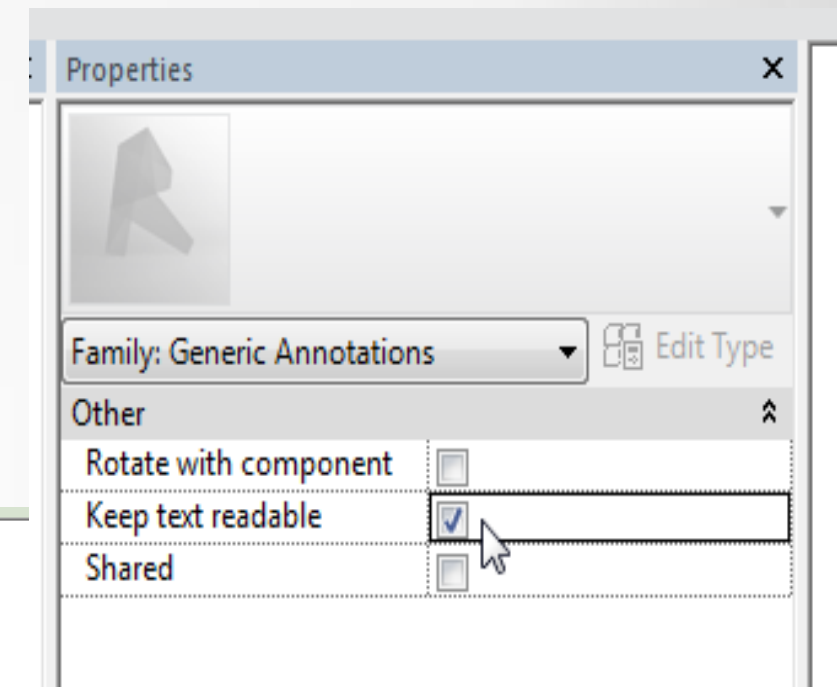 Properties
Family: Generic Annotations
Edit Type
Other
Rotate with component
Keep text readable
Shared